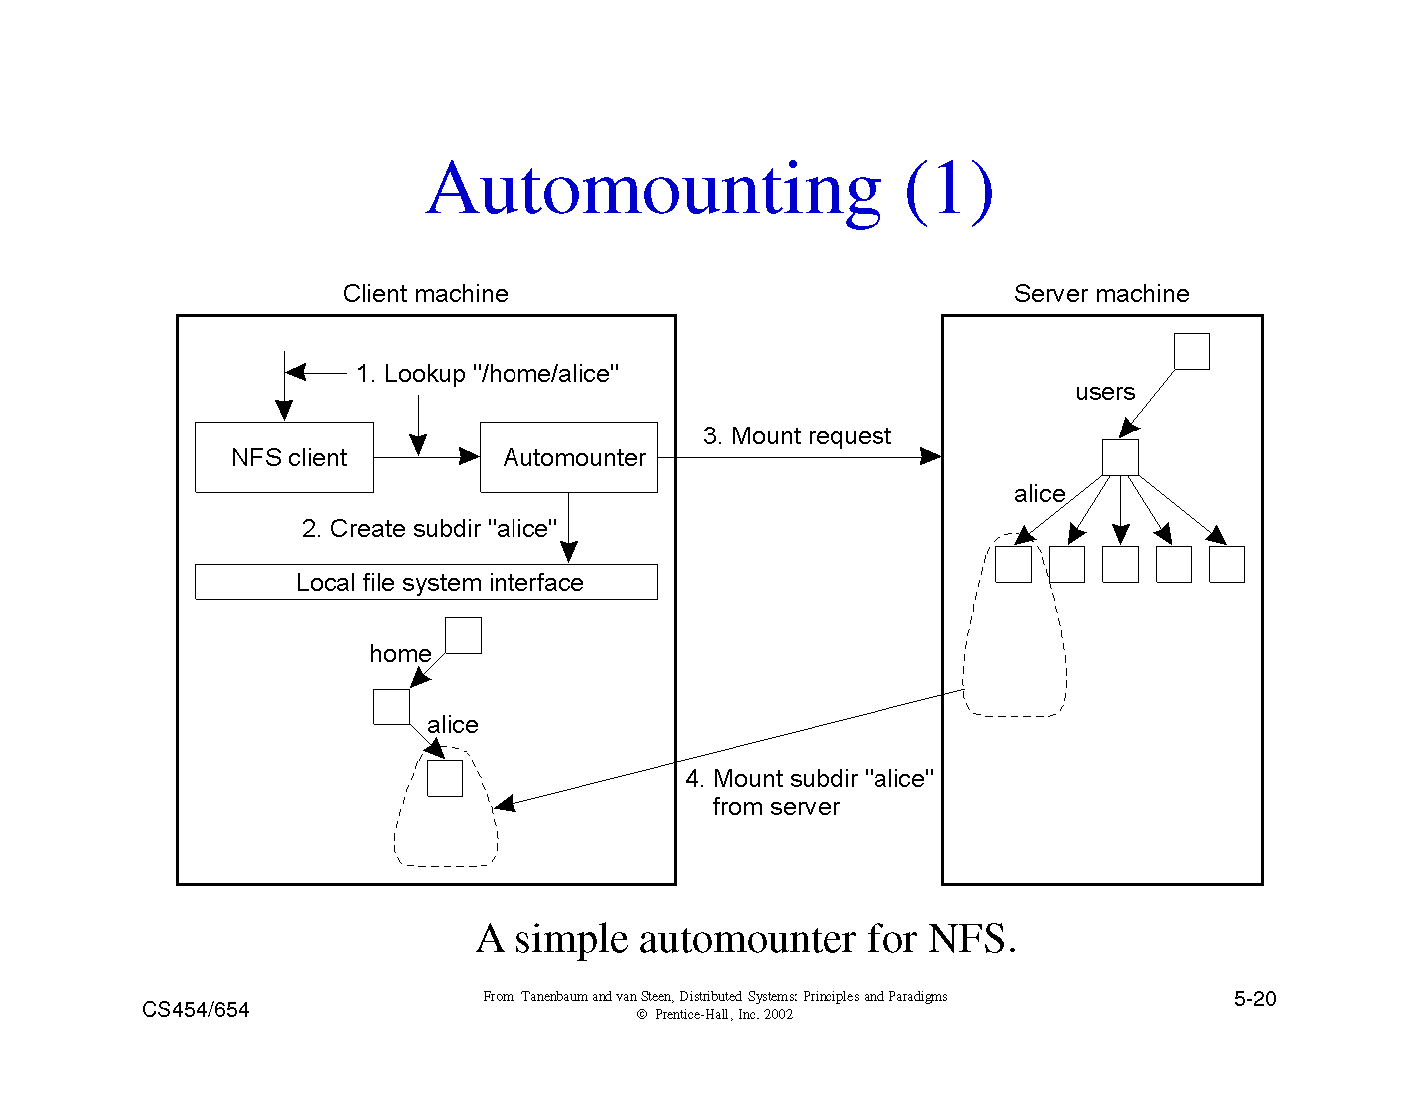 Automounting (1)
Client machine
Server machine
1. Lookup "/home/alice"
users
3. Mount request
NFS client
Automounter
alice
2. Create subdir "alice"
Local file system interface
home
alice
4. Mount subdir "alice"
from server
A simple automounter for NFS.
From Tanenbaum and van Steen, Distributed Systems: Principles and Paradigms
© Prentice-Hall, Inc. 2002
CS454/654
5-20